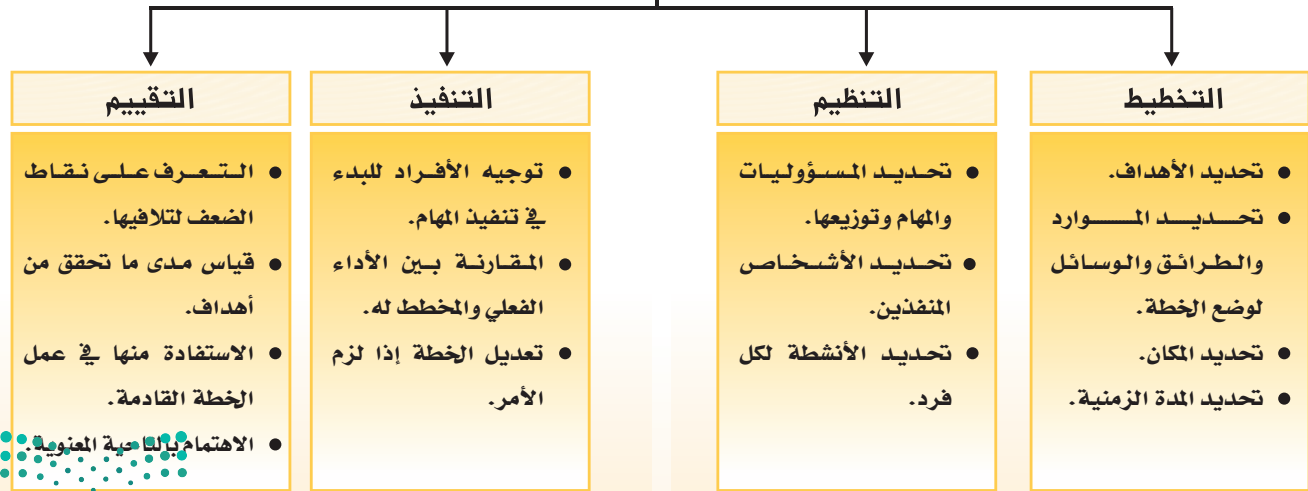 التخطيط
تحديد الأهداف.
تحديد الموارد
والطرائق والوسائل
لوضع الخطة.
تحديد المكان.
تحديد المدة الزمنية.
التنظيم
تحديد المسؤوليات
والمهام وتوزيعها.
تحديد الأشخاص
المنفذين.
تحديد الأنشطة لكل
فرد.
التنفيذ
توجيه الأفراد للبدء
في تنفيذ المهام.
المقارنة بين الأداء
الفعلي والمخطط له.
تعديل الخطة إذا لزم
الأمر.
التقييم
التعرف على نقاط
الضعف لتلافيها.
قياس مدى ما تحقق من
أهداف.
الاستفادة منها في عمل
الخطة القادمة.
الاهتمام بالناحية المعنوية.